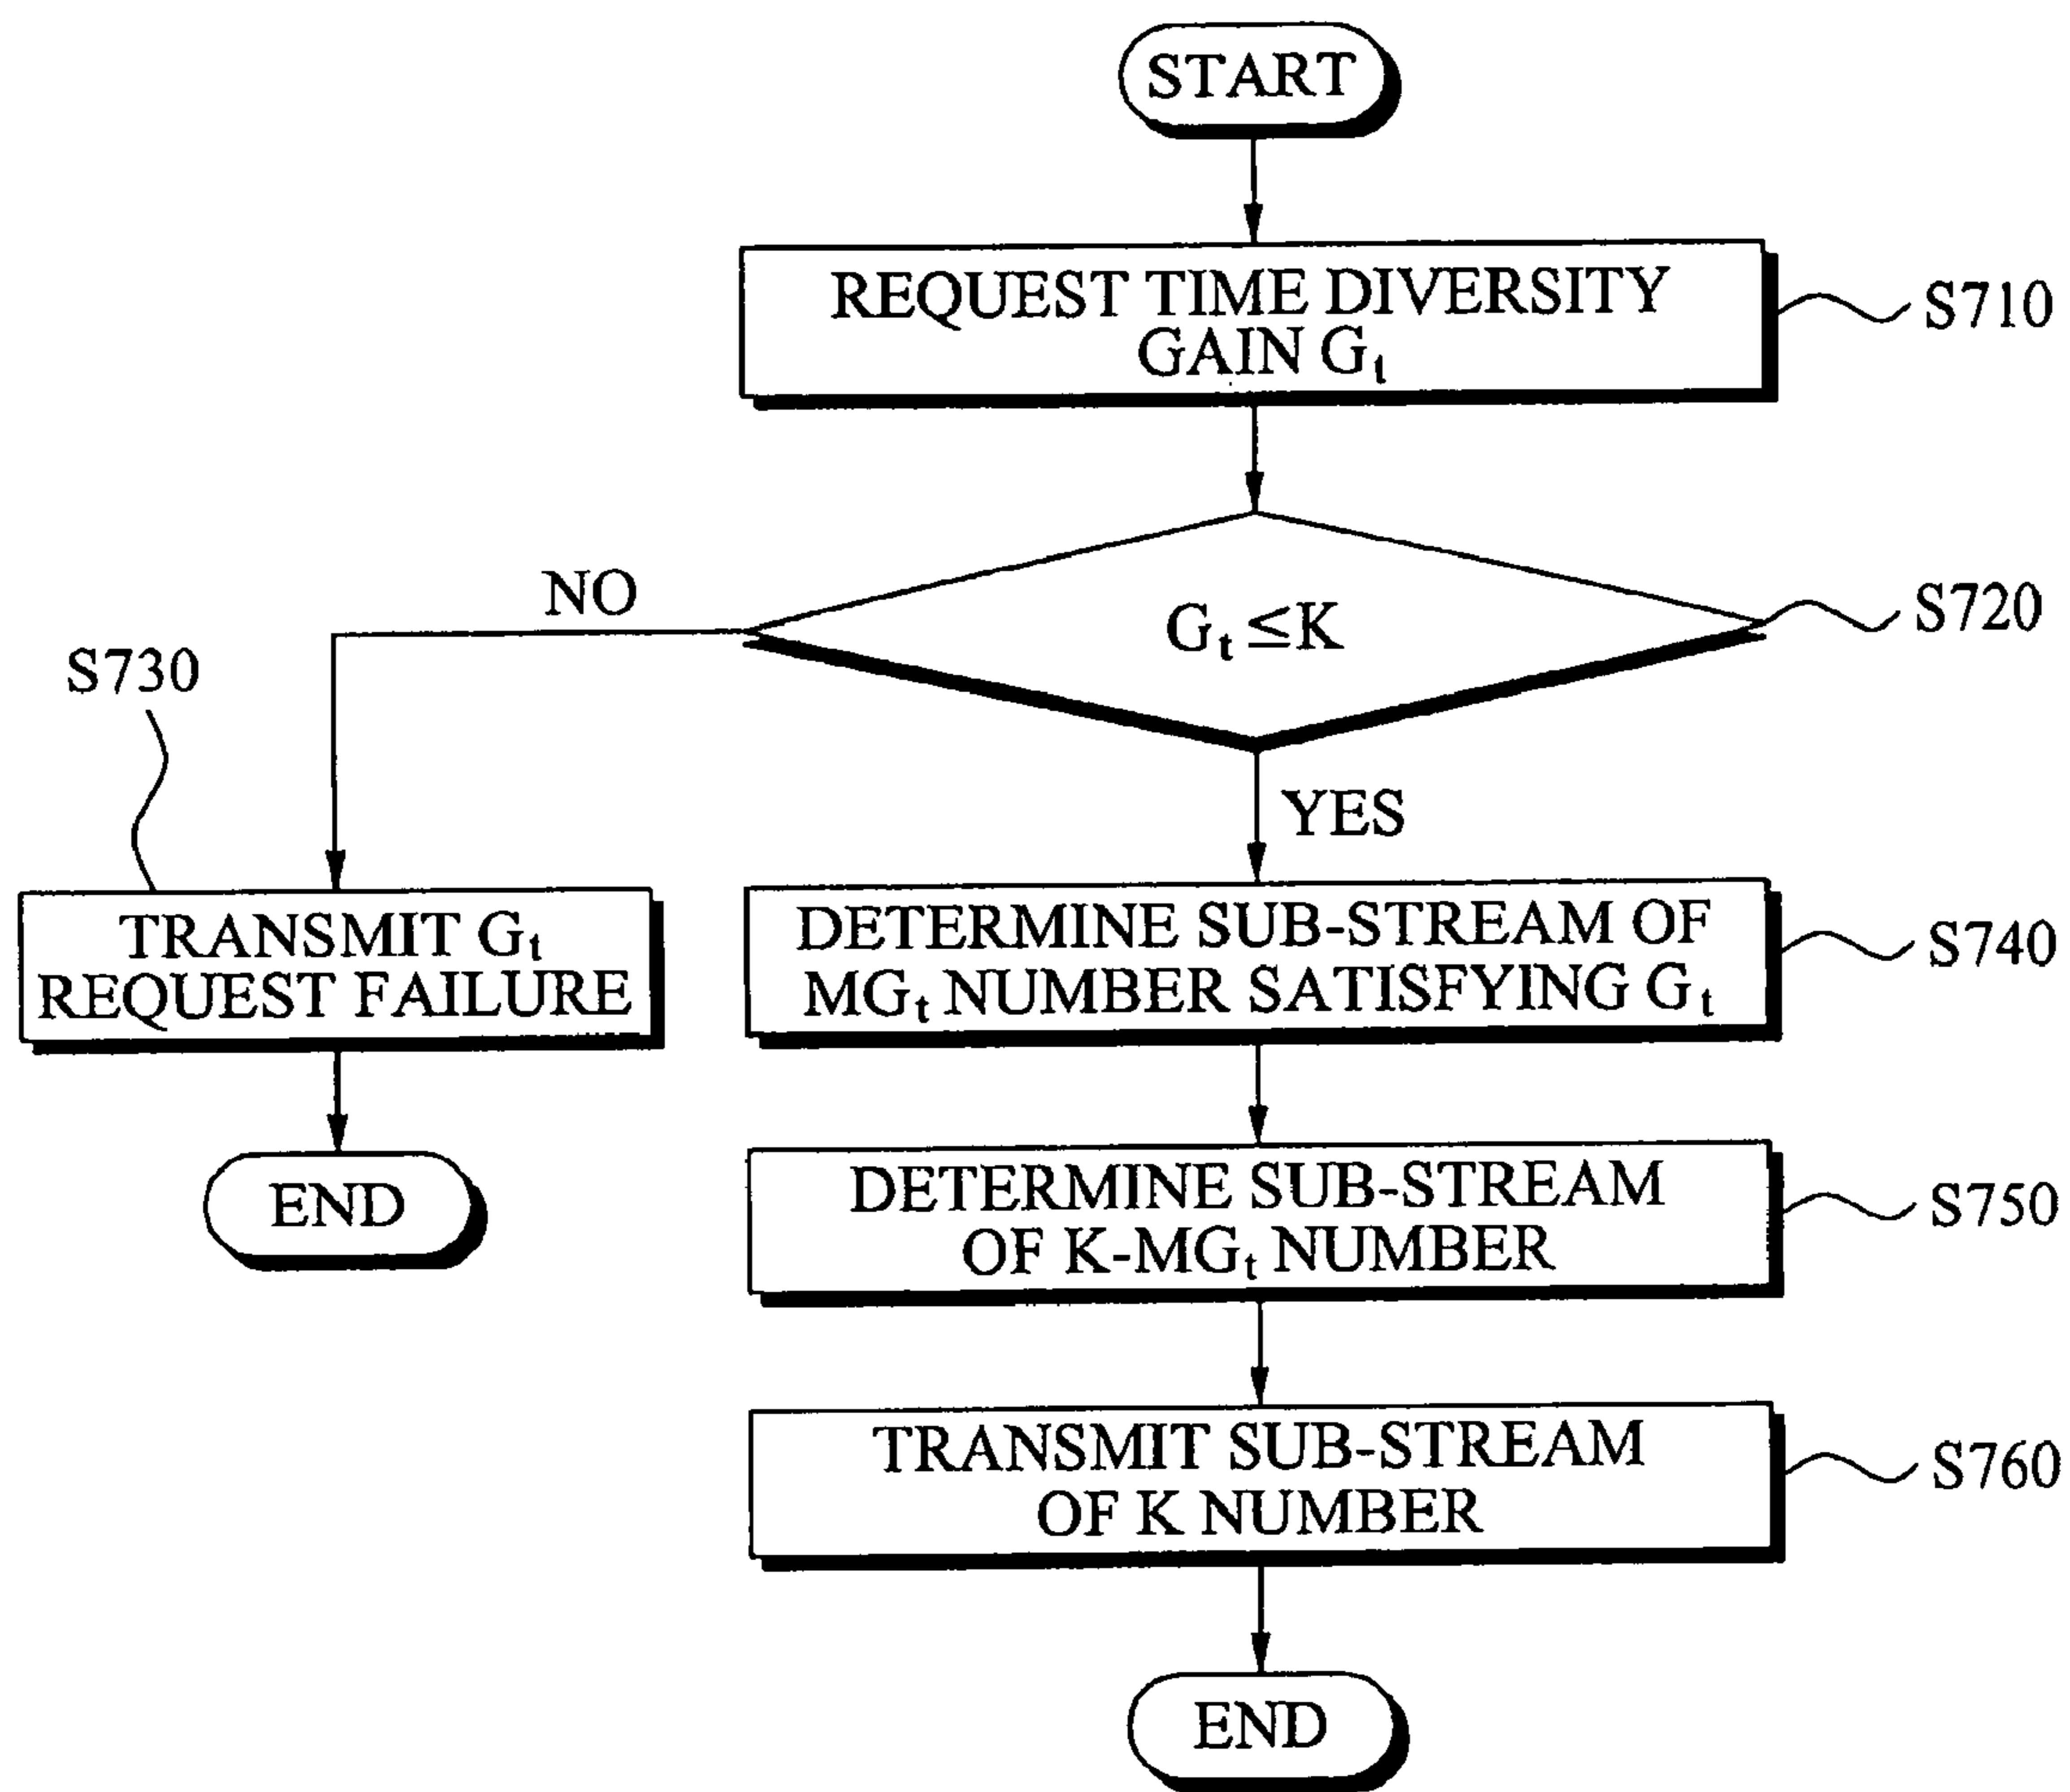 START
REQUEST TIME DIVERSITY
GAIN Gt
S710
Gt ≤K
S720
NO
YES
S730
TRANSMIT Gt
REQUEST FAILURE
END
DETERMINE SUB-STREAM OF
MGt NUMBER SATISFYING Gt
S740
DETERMINE SUB-STREAM
OF K-MGt NUMBER
S750
TRANSMIT SUB-STREAM
OF K NUMBER
S760
END